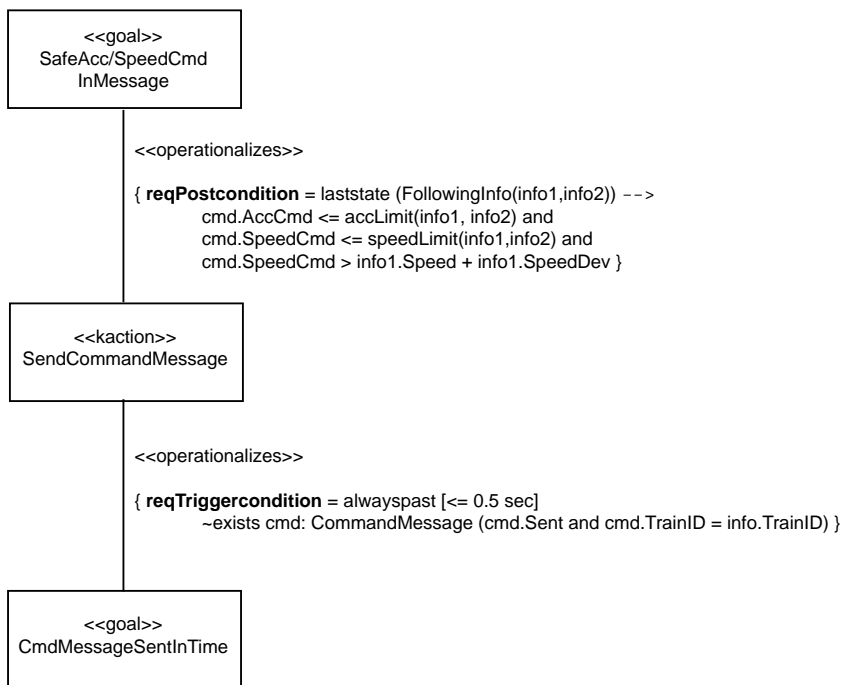 <<goal>>
SafeAcc/SpeedCmd
InMessage
<<operationalizes>>
{ reqPostcondition = laststate (FollowingInfo(info1,info2)) -->
cmd.AccCmd <= accLimit(info1, info2) and
cmd.SpeedCmd <= speedLimit(info1,info2) and
cmd.SpeedCmd > info1.Speed + info1.SpeedDev }
<<kaction>>
SendCommandMessage
<<operationalizes>>
{ reqTriggercondition = alwayspast [<= 0.5 sec]
~exists cmd: CommandMessage (cmd.Sent and cmd.TrainID = info.TrainID) }
<<goal>>
CmdMessageSentInTime